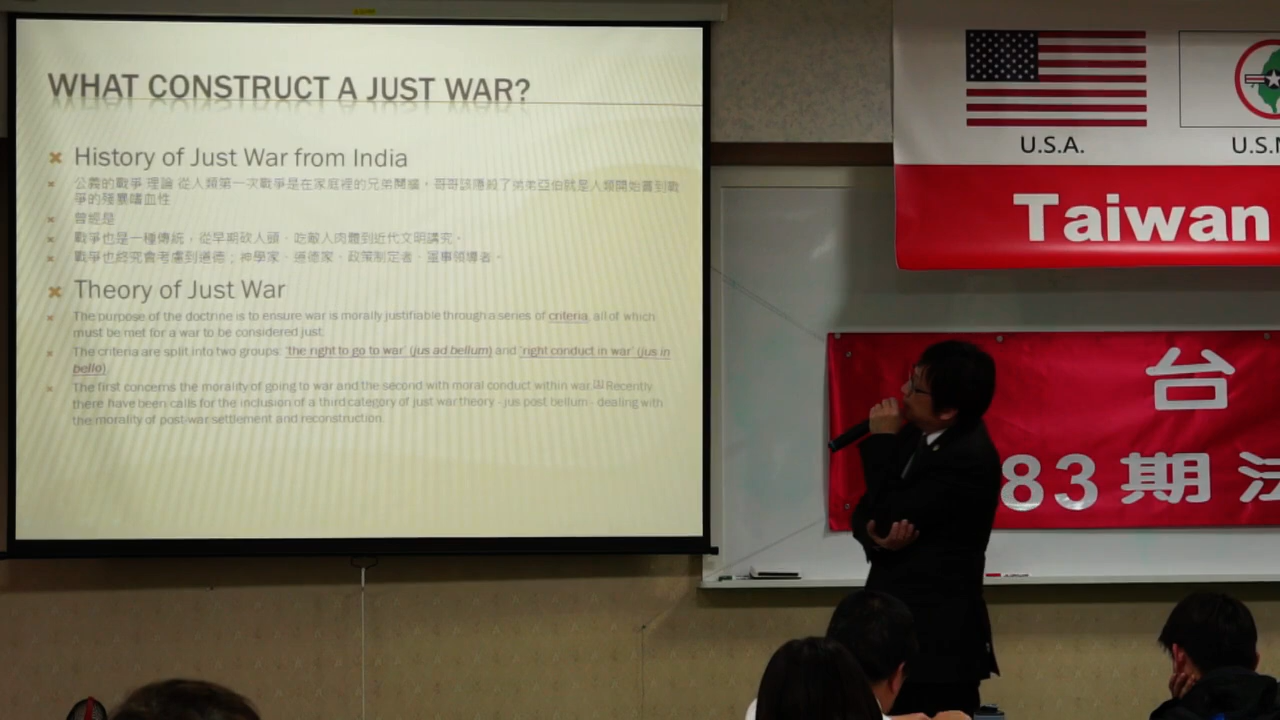 WHAT CONSTRUCT A JUST WAR?
History of Just War from India
公義的戰爭 理論 從人類第一次戰爭是在家庭裡的兄弟鬩牆，哥哥該隱殺了弟弟亞伯就是人類開始嘗到戰
爭的殘暴嗜血性
曾經是
戰爭也是一種傳統，從早期砍人頭、吃敵人肉體到近代文明講究。
戰爭也終究會考慮到道德；神學家、道德家、政策制定者、軍事領導者。
Theory of Just War
The purpose of the doctrine is to ensure war is morally justifiable through a series of criteria, all of which
must be met for a war to be considered just.
The criteria are split into two groups: 'the right to go to war' (jus ad bellum) and 'right conduct in war' (jus in
bello).
The first concerns the morality of going to war and the second with moral conduct within war. Recently
there have been calls for the inclusion of a third category of just war theory - jus post bellum - dealing with
the morality of post-war settlement and reconstruction.
U.S.A.
Taiwan
台
83期法